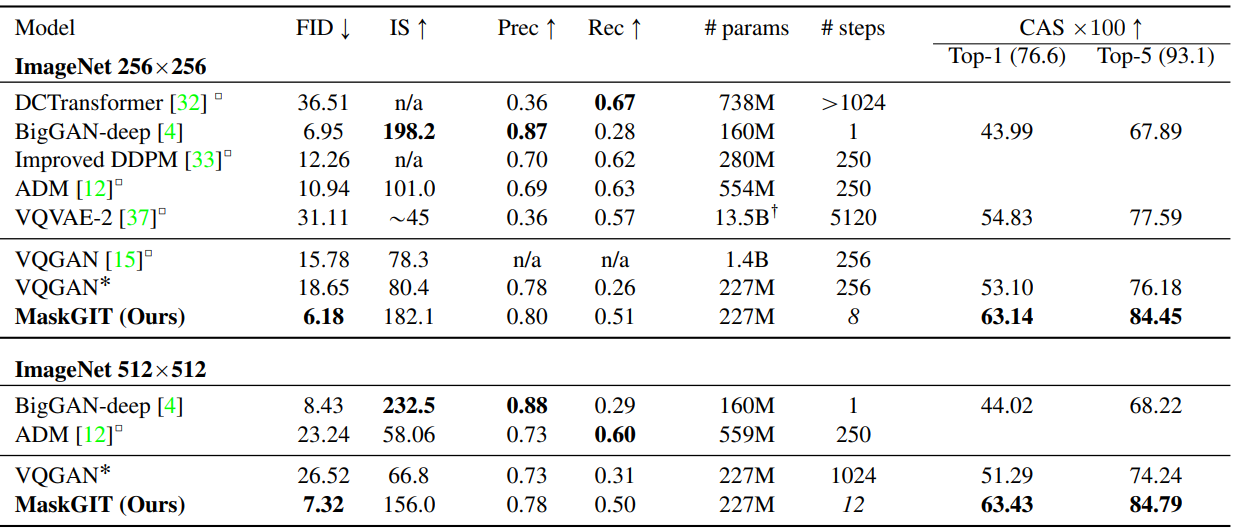 Model FID ↓ IS ↑ Prec ↑ Rec ↑ # params # steps CAS ×100 ↑
Top-1 (76.6) Top-5 (93.1)
ImageNet 256×256
DCTransformer [32] □ 36.51 n/a 0.36 0.67 738M >1024
BigGAN-deep [4] 6.95 198.2 0.87 0.28 160M 1 43.99 67.89
Improved DDPM [33]□ 12.26 n/a 0.70 0.62 280M 250
ADM [12]□ 10.94 101.0 0.69 0.63 554M 250
VQVAE-2 [37]□ 31.11 ∼45 0.36 0.57 13.5B† 5120 54.83 77.59
VQGAN [15]□ 15.78 78.3 n/a n/a 1.4B 256
VQGAN* 18.65 80.4 0.78 0.26 227M 256 53.10 76.18
MaskGIT (Ours) 6.18 182.1 0.80 0.51 227M 8 63.14 84.45
ImageNet 512×512
BigGAN-deep [4] 8.43 232.5 0.88 0.29 160M 1 44.02 68.22
ADM [12]□ 23.24 58.06 0.73 0.60 559M 250
VQGAN* 26.52 66.8 0.73 0.31 227M 1024 51.29 74.24
MaskGIT (Ours) 7.32 156.0 0.78 0.50 227M 12 63.43 84.79